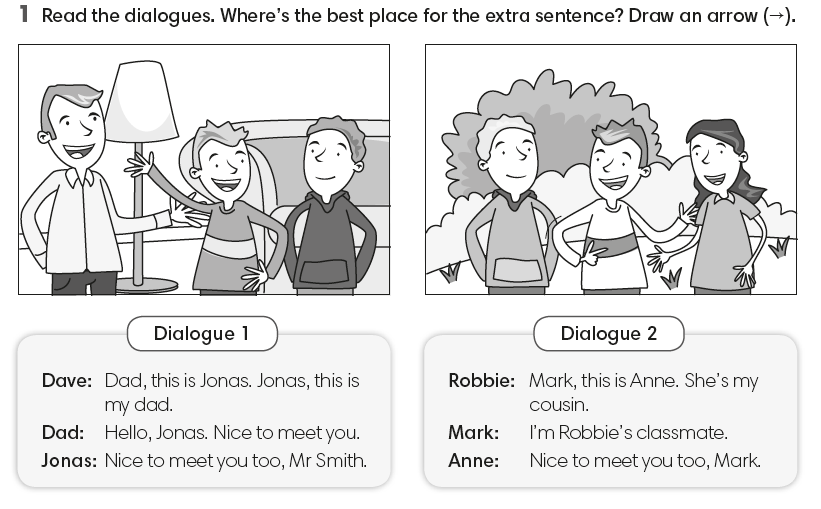 1 Read the dialogues. Where's the best place for the extra sentence? Draw an arrow (→).
Dialogue 1
Dave: Dad, this is Jonas. Jonas, this is
my dad.
Dad: Hello, Jonas. Nice to meet you.
Jonas: Nice to meet you too, Mr Smith.
Dialogue 2
Robbie: Mark, this is Anne. She's my
cousin.
Mark: I'm Robbie's classmate.
Anne: Nice to meet you too, Mark.